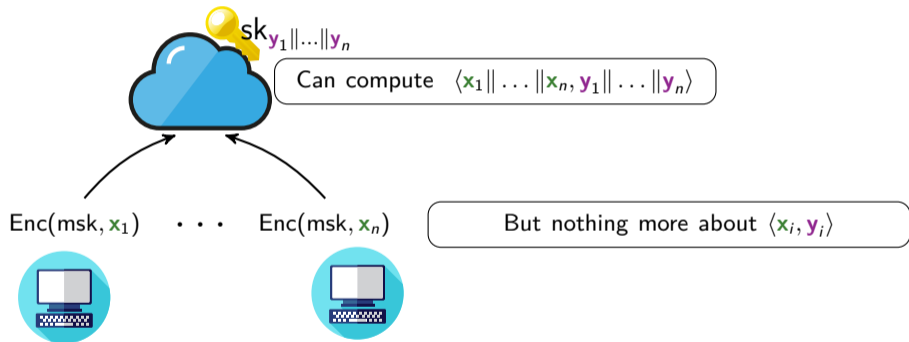 sk_{y_1‖...‖y_n}
Can compute ⟨x_1‖...‖x_n, y_1‖...‖y_n⟩
Enc(msk, x_1) · · · Enc(msk, x_n)
But nothing more about ⟨x_i, y_i⟩